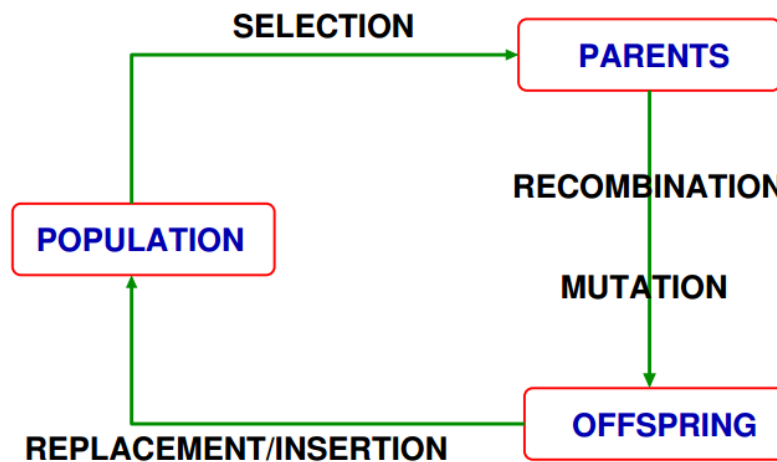 SELECTION
PARENTS
RECOMBINATION
POPULATION
MUTATION
OFFSPRING
REPLACEMENT/INSERTION